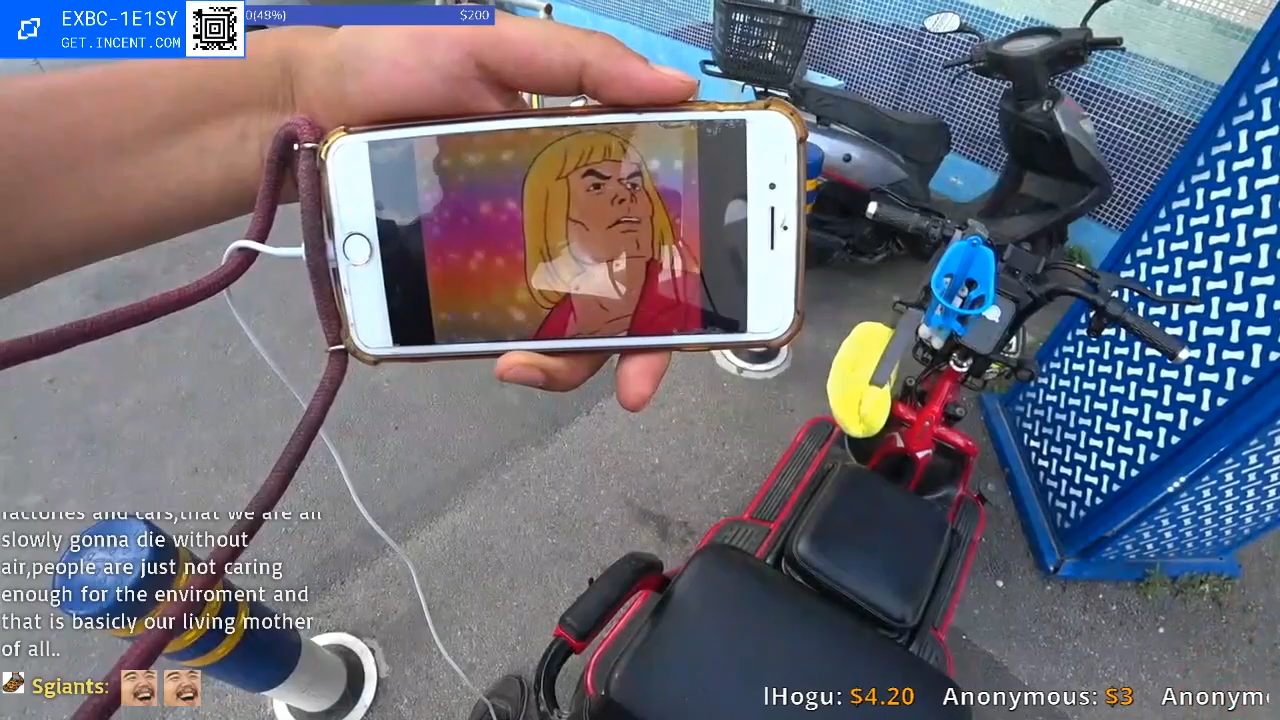 EXBC-1E1SY
GET.INCENT.COM
0(48%)
$200
factories and cars,that we are all
slowly gonna die without
air,people are just not caring
enough for the enviroment and
that is basicly our living mother
of all..
Sgiants:
lHogu: $4.20 Anonymous: $3 Anonym